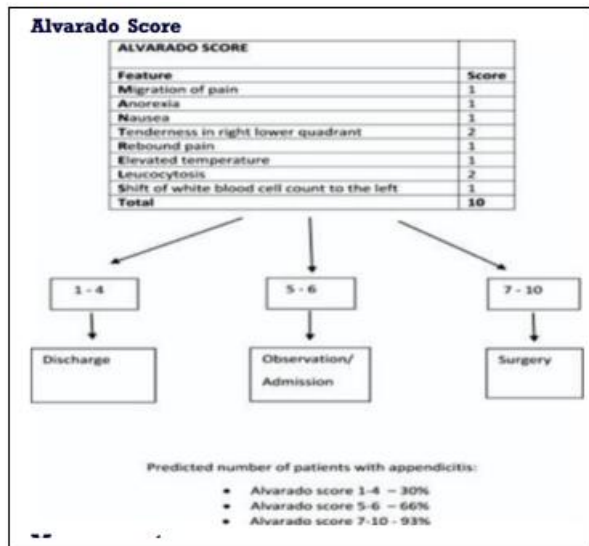 Alvarado Score
ALVARADO SCORE
Feature Score
Migration of pain 1
Anorexia 1
Nausea 1
Tenderness in right lower quadrant 2
Rebound pain 1
Elevated temperature 1
Leucocytosis 2
Shift of white blood cell count to the left 1
Total 10
1 - 4 5 - 6 7 - 10
Discharge Observation/ Surgery
Admission
Predicted number of patients with appendicitis:
• Alvarado score 1-4 – 30%
• Alvarado score 5-6 – 66%
• Alvarado score 7-10 - 93%